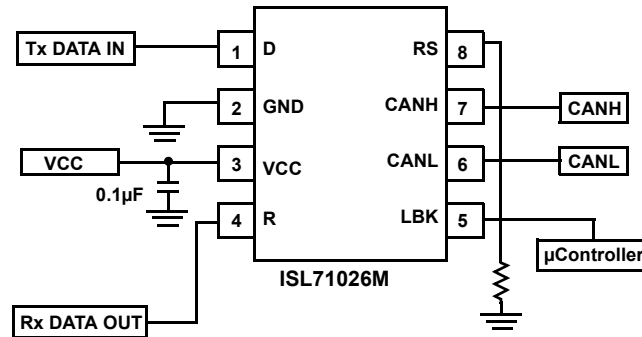 Tx DATA IN
1 D RS 8
2 GND CANH 7 CANH
VCC 3 VCC CANL 6 CANL
0.1µF
4 R LBK 5
µController
ISL71026M
Rx DATA OUT